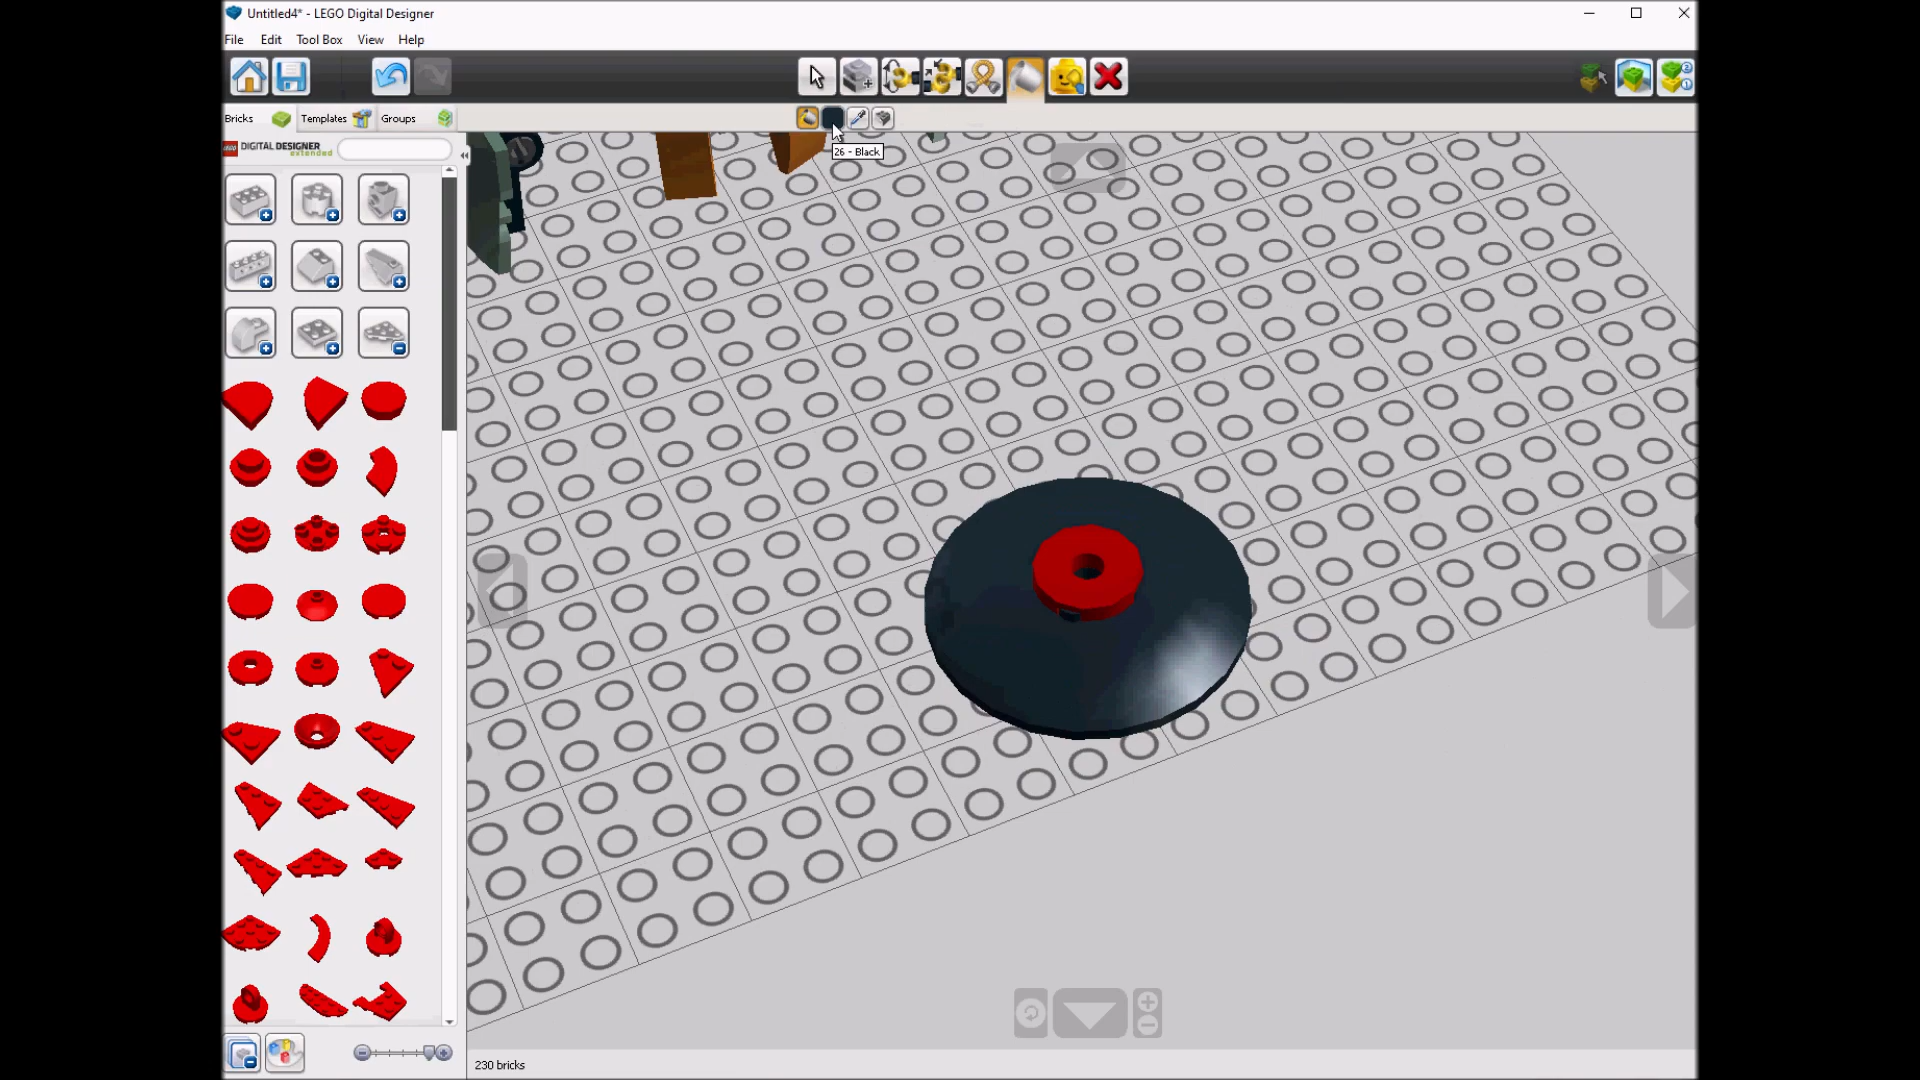 Untitled4* - LEGO Digital Designer
File Edit Tool Box View Help
Bricks Templates Groups
LEGO DIGITAL DESIGNER
extended
26 - Black
230 bricks